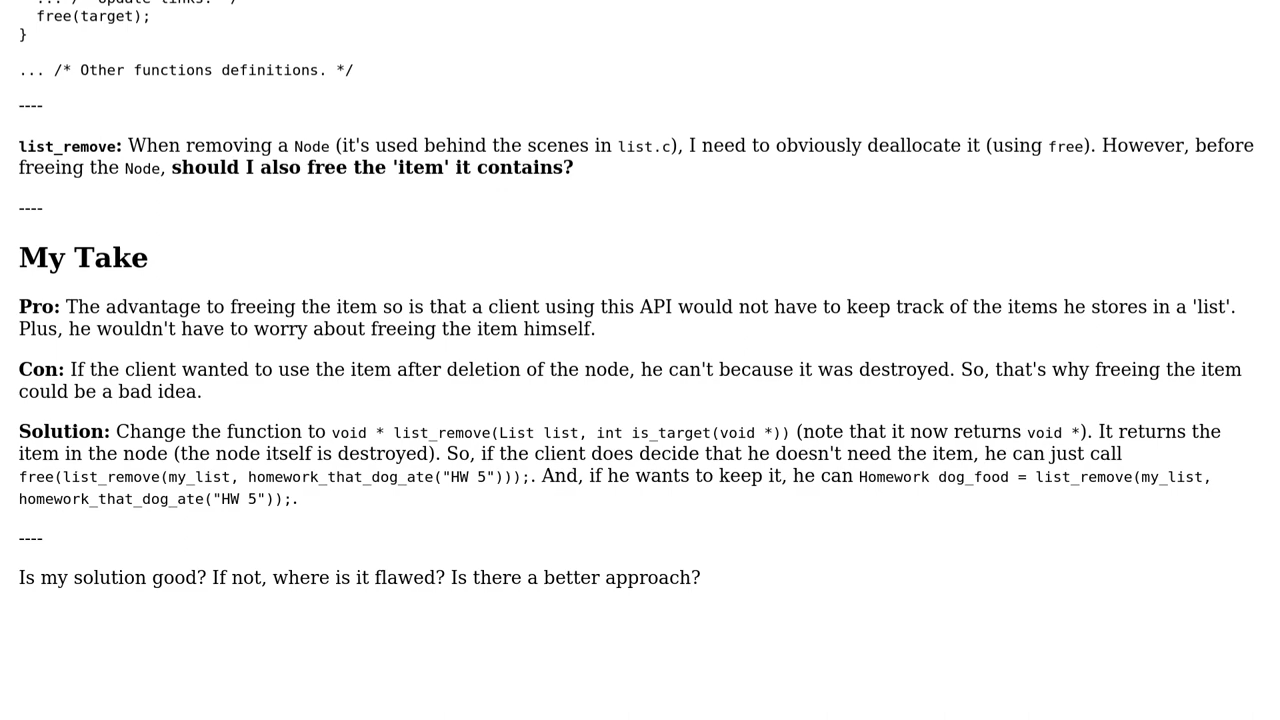 free(target);
}
... /* Other functions definitions. */
----
list_remove: When removing a Node (it's used behind the scenes in list.c), I need to obviously deallocate it (using free). However, before
freeing the Node, should I also free the 'item' it contains?
----
My Take
Pro: The advantage to freeing the item so is that a client using this API would not have to keep track of the items he stores in a 'list'.
Plus, he wouldn't have to worry about freeing the item himself.
Con: If the client wanted to use the item after deletion of the node, he can't because it was destroyed. So, that's why freeing the item
could be a bad idea.
Solution: Change the function to void * list_remove(List list, int is_target(void *)) (note that it now returns void *). It returns the
item in the node (the node itself is destroyed). So, if the client does decide that he doesn't need the item, he can just call
free(list_remove(my_list, homework_that_dog_ate("HW 5")));. And, if he wants to keep it, he can Homework dog_food = list_remove(my_list,
homework_that_dog_ate("HW 5"));.
----
Is my solution good? If not, where is it flawed? Is there a better approach?